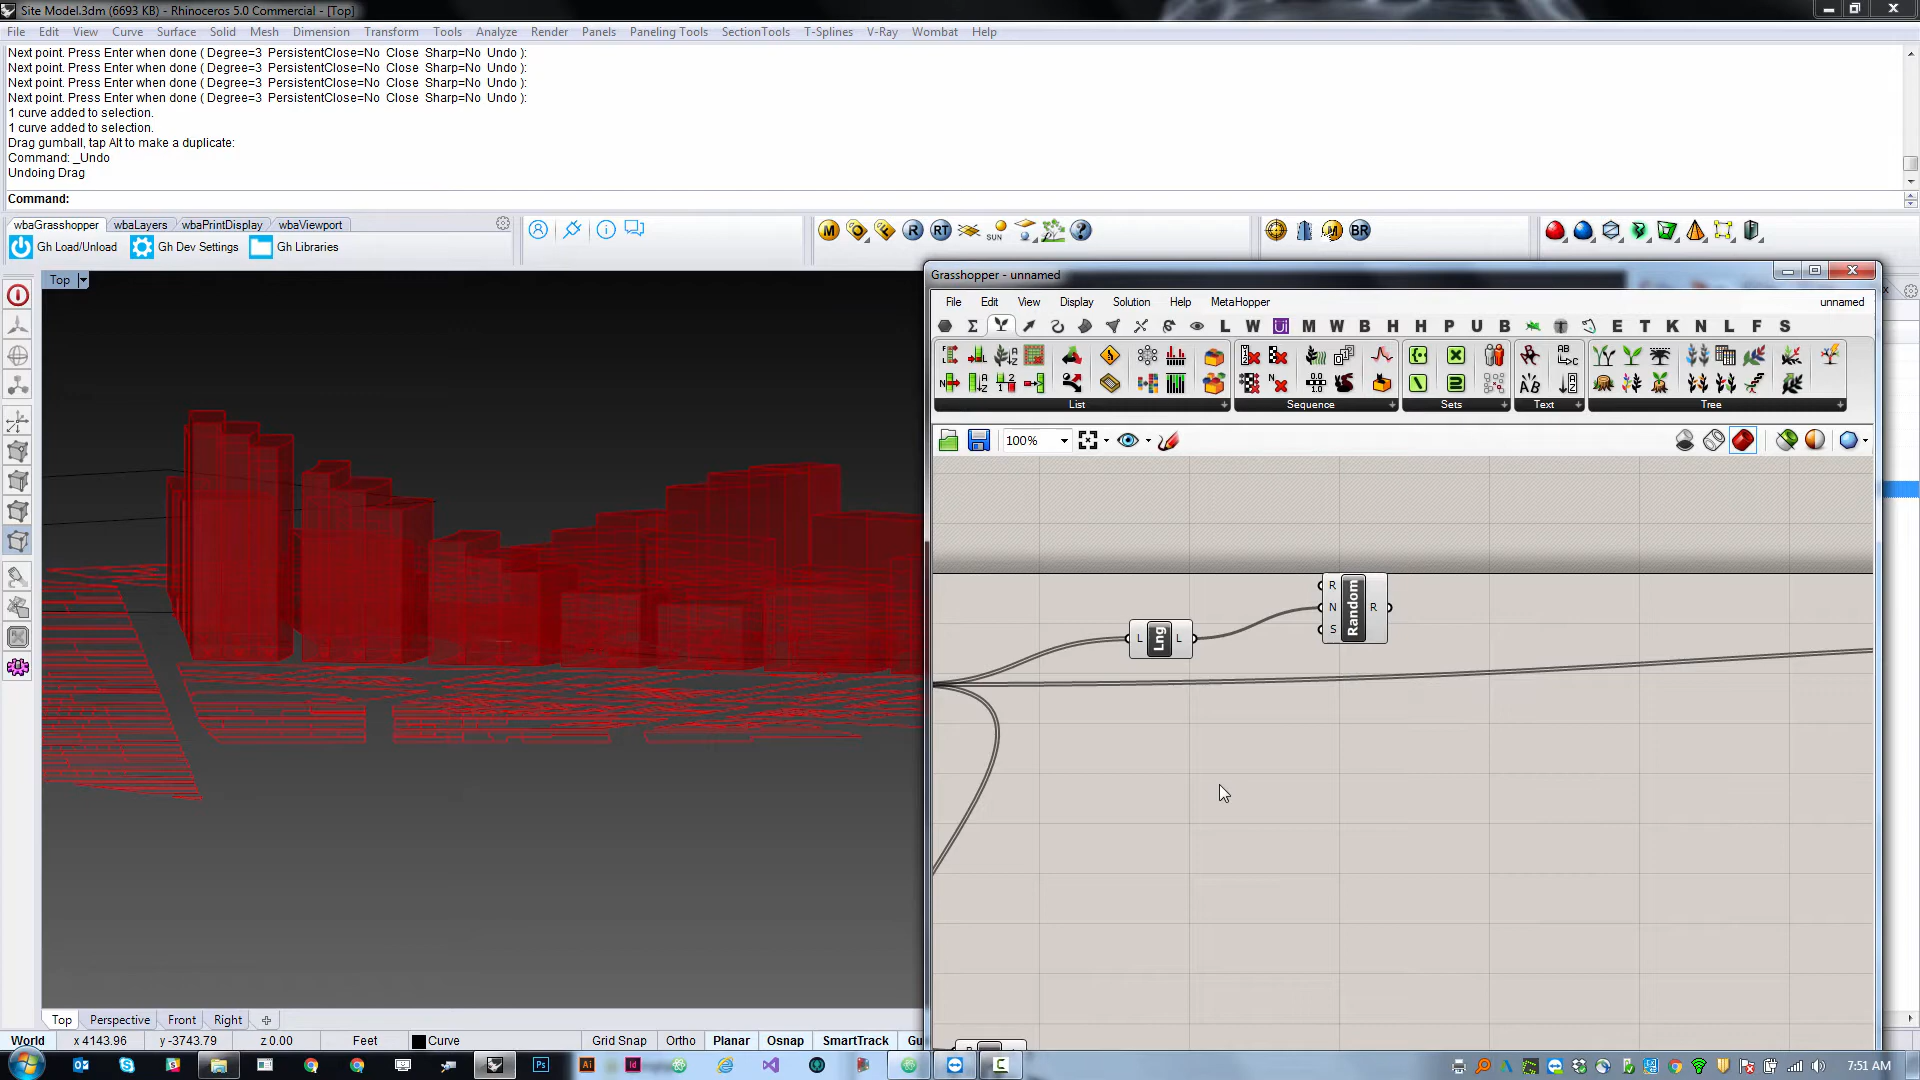 Site Model.3dm (6693 KB) - Rhinoceros 5.0 Commercial - [Top]
File Edit View Curve Surface Solid Mesh Dimension Transform Tools Analyze Render Panels Paneling Tools SectionTools T-Splines V-Ray Wombat Help
Next point. Press Enter when done ( Degree=3 PersistentClose=No Close Sharp=No Undo ):
Next point. Press Enter when done ( Degree=3 PersistentClose=No Close Sharp=No Undo ):
Next point. Press Enter when done ( Degree=3 PersistentClose=No Close Sharp=No Undo ):
Next point. Press Enter when done ( Degree=3 PersistentClose=No Close Sharp=No Undo ):
1 curve added to selection.
1 curve added to selection.
Drag gumball, tap Alt to make a duplicate:
Command: _Undo
Undoing Drag
Command:
wbaGrasshopper wbaLayers wbaPrintDisplay wbaViewport
Gh Load/Unload Gh Dev Settings Gh Libraries
M R RT SUN ? M BR
Top
Grasshopper - unnamed
File Edit View Display Solution Help MetaHopper unnamed
L W Ui M W B H H P U B E T K N L F S
List Sequence Sets Text Tree
100%
R N S Random R
L Lng L
Top Perspective Front Right
World x 4143.96 y -3743.79 z 0.00 Feet Curve Grid Snap Ortho Planar Osnap SmartTrack Gu
7:51 AM